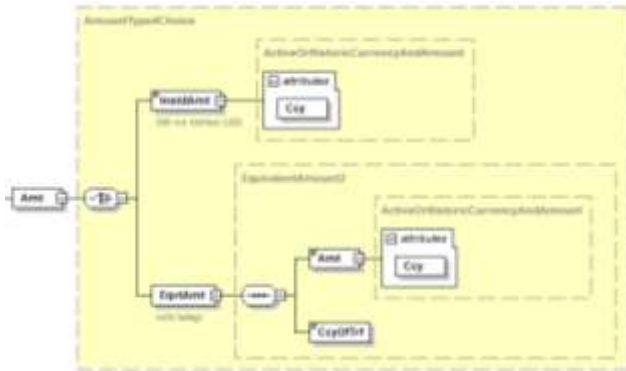 AmountType4Choice
ActiveOrHistoricCurrencyAndAmount
attributes
InstdAmt
Ccy
Amt
EquivalentAmount2
ActiveOrHistoricCurrencyAndAmount
attributes
Amt
Ccy
EqvtAmt
CcyOfTrf